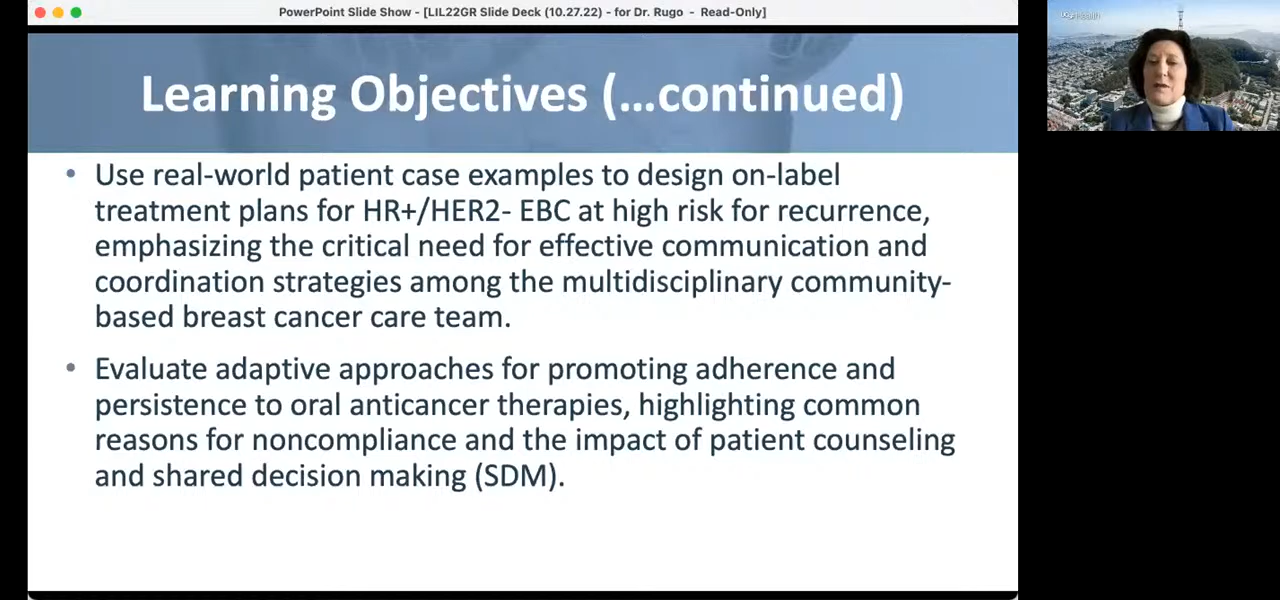 PowerPoint Slide Show - [LIL22GR Slide Deck (10.27.22) - for Dr. Rugo - Read-Only]
Learning Objectives (...continued)
• Use real-world patient case examples to design on-label
treatment plans for HR+/HER2- EBC at high risk for recurrence,
emphasizing the critical need for effective communication and
coordination strategies among the multidisciplinary community-
based breast cancer care team.
• Evaluate adaptive approaches for promoting adherence and
persistence to oral anticancer therapies, highlighting common
reasons for noncompliance and the impact of patient counseling
and shared decision making (SDM).